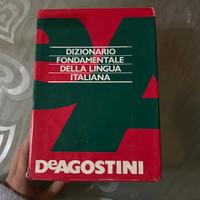 DIZIONARIO
FONDAMENTALE
DELLA LINGUA
ITALIANA
DEAGOSTINI